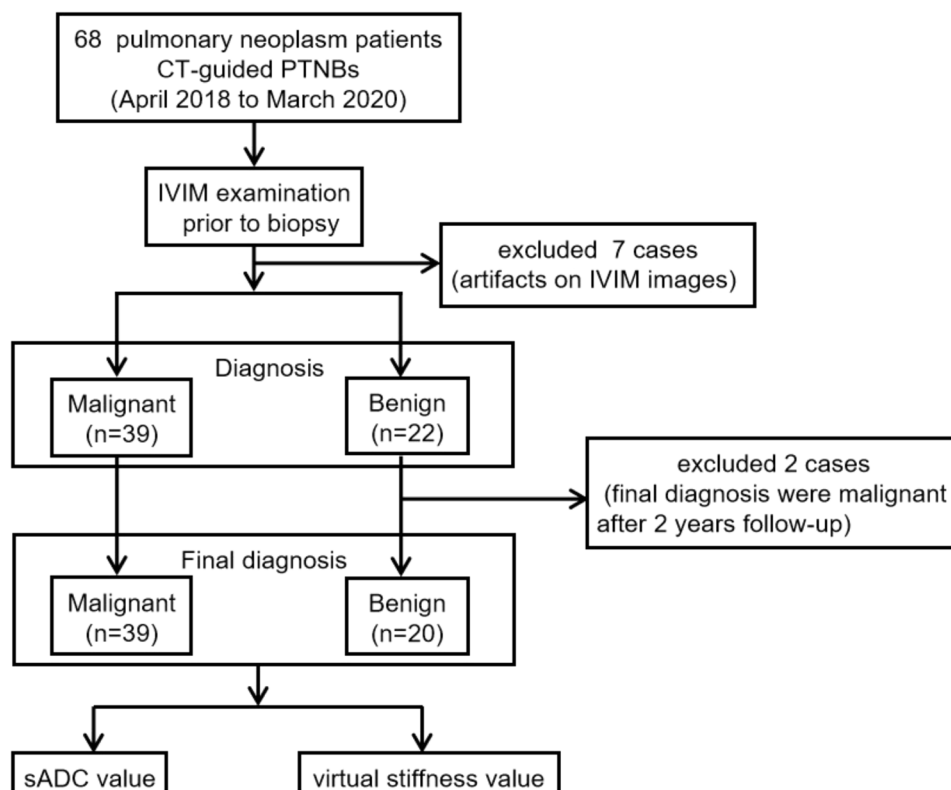 68 pulmonary neoplasm patients
CT-guided PTNBs
(April 2018 to March 2020)
IVIM examination
prior to biopsy
excluded 7 cases
(artifacts on IVIM images)
Diagnosis
Malignant
(n=39)
Benign
(n=22)
excluded 2 cases
(final diagnosis were malignant
after 2 years follow-up)
Final diagnosis
Malignant
(n=39)
Benign
(n=20)
sADC value
virtual stiffness value